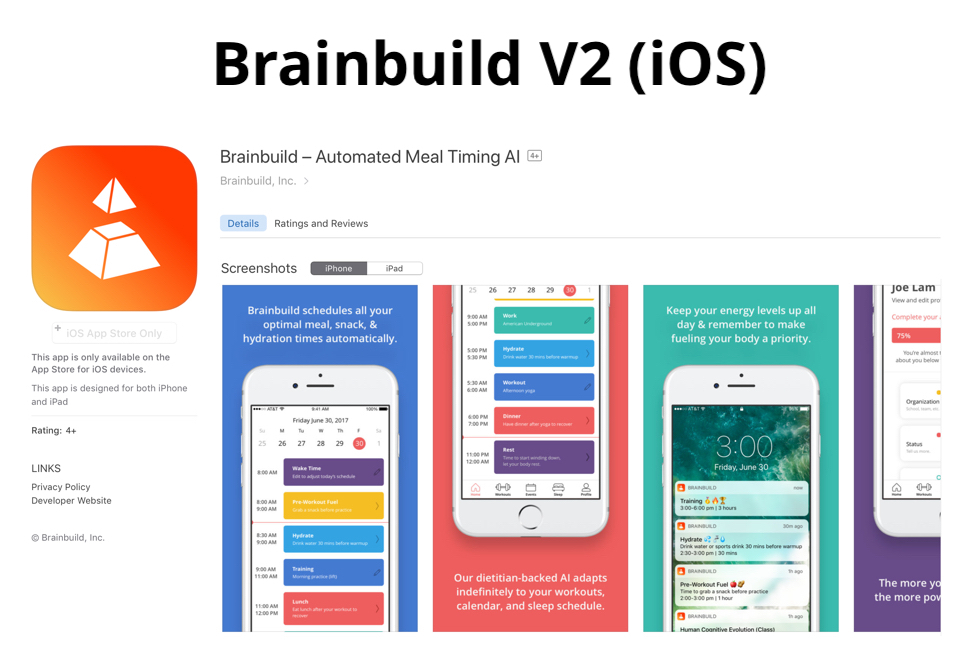 Brainbuild V2 (iOS)
Brainbuild – Automated Meal Timing AI 4+
Brainbuild, Inc. >
Details Ratings and Reviews
Screenshots iPhone iPad
+ iOS App Store Only
This app is only available on the
App Store for iOS devices.
This app is designed for both iPhone
and iPad
Rating: 4+
LINKS
Privacy Policy
Developer Website
© Brainbuild, Inc.
Brainbuild schedules all your
optimal meal, snack, &
hydration times automatically.
AT&T 9:41 AM 100%
Friday June 30, 2017
Su M Tu W Th F Sa
25 26 27 28 29 30 1
8:00 AM
Wake Time
Edit to adjust today's schedule
8:00 AM
9:00 AM
Pre-Workout Fuel
Grab a snack before practice
8:30 AM
9:00 AM
Hydrate
Drink water 30 mins before warmup
9:00 AM
11:00 AM
Training
Morning practice (IR)
11:00 AM
12:00 AM
Lunch
Eat lunch after your workout to
recover
25 26 27 28 29 30 1
9:00 AM
5:00 PM
Work
American Underground
5:00 PM
5:30 PM
Hydrate
Drink water 30 mins before warmup
5:30 PM
6:00 AM
Workout
Afternoon yoga
6:00 PM
7:00 PM
Dinner
Have dinner after yoga to recover
11:00 PM
12:00 AM
Rest
Time to start winding down,
let your body rest.
Home Workouts Events Sleep Profile
Our dietitian-backed AI adapts
indefinitely to your workouts,
calendar, and sleep schedule.
Keep your energy levels up all
day & remember to make
fueling your body a priority.
AT&T 96%
3:00
Friday, June 30
BRAINBUILD now
Training 🏅🔥🏆
3:00-6:00 pm | 3 hours
BRAINBUILD 30m ago
Hydrate
Drink water or sports drink 30 mins before warmup
2:30-3:00 pm | 30 mins
BRAINBUILD 1h ago
Pre-Workout Fuel
Time to grab a snack before practice
2:00-3:00 pm | 1 hour
BRAINBUILD 1h ago
Human Cognitive Evolution (Class)
Joe Lam
View and edit pro
Complete your
75%
You're almost
about you below
Organization
School, team, etc.
Status
Tell us more.
Home Workouts
The more yo
the more pow